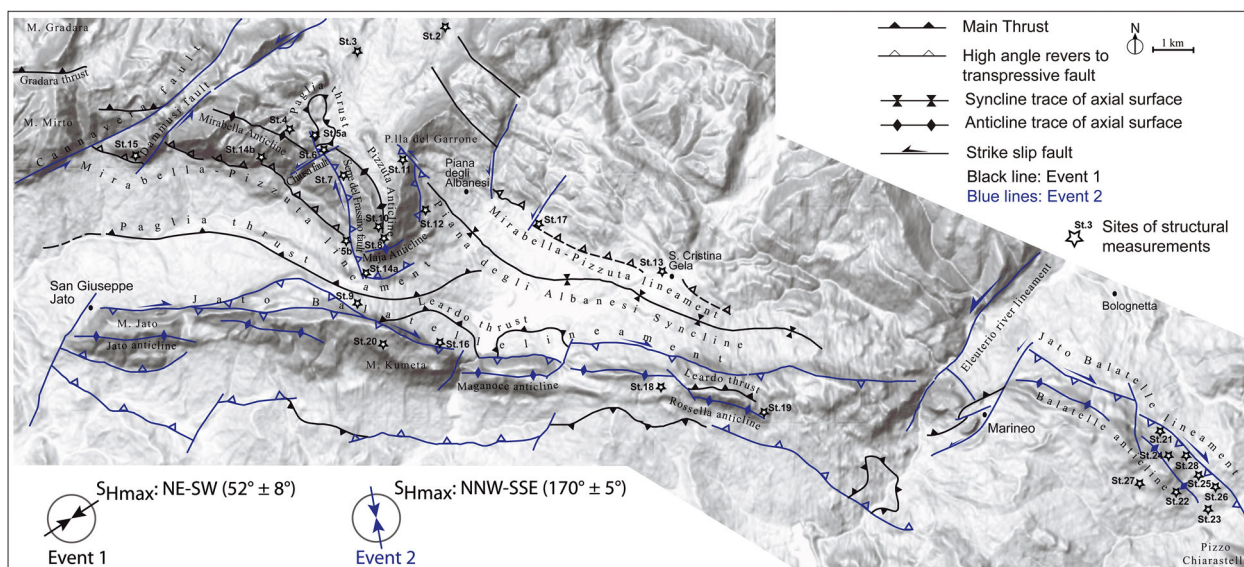 M. Gradara
Gradara thrust
Cannavera fault
M. Mirto
Dammusi fault
St.15
Mirabella-Pizzuta lineament
Mirabella Anticline
St.14b
St.4
Paglia thrust
St.3
St.2
St.5a
St.6
Chiusa fault
St.7
Serre del Frassino fault
Pizzuta Anticline
P.lla del Garrone
St.11
Piana
degli
Albanesi
St.12
St.10
St.8
Maja Anticline
5b
St.14a
Paglia thrust
St.9
St.17
Mirabella-Pizzuta lineament
St.13
S. Cristina
Gela
Piana degli Albanesi Syncline
San Giuseppe
Jato
M. Jato
Jato anticline
Jato Balatelle lineament
Leardo thrust
St.20
St.16
M. Kumeta
Maganoce anticline
St.18
Leardo thrust
Rossella anticline
St.19
Eleuterio river lineament
Bolognetta
Marineo
Jato Balatelle lineament
Balatelle anticline
St.21
St.24
St.28
St.27
St.25
St.22
St.26
St.23
Pizzo
Chiarastell
Main Thrust
N
1 km
High angle revers to
transpressive fault
Syncline trace of axial surface
Anticline trace of axial surface
Strike slip fault
Black line: Event 1
Blue lines: Event 2
St.3
Sites of structural
measurements
SHmax: NE-SW (52° ± 8°)
Event 1
SHmax: NNW-SSE (170° ± 5°)
Event 2